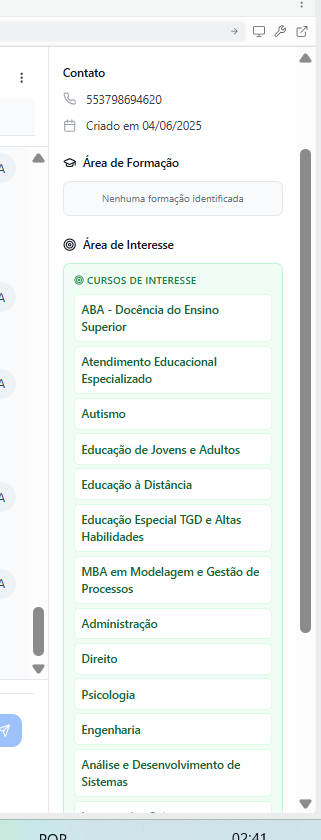 Contato
553798694620
Criado em 04/06/2025
Área de Formação
Nenhuma formação identificada
Área de Interesse
CURSOS DE INTERESSE
ABA - Docência do Ensino
Superior
Atendimento Educacional
Especializado
Autismo
Educação de Jovens e Adultos
Educação à Distância
Educação Especial TGD e Altas
Habilidades
MBA em Modelagem e Gestão de
Processos
Administração
Direito
Psicologia
Engenharia
Análise e Desenvolvimento de
Sistemas
A
A
A
A
A
POR
02:41